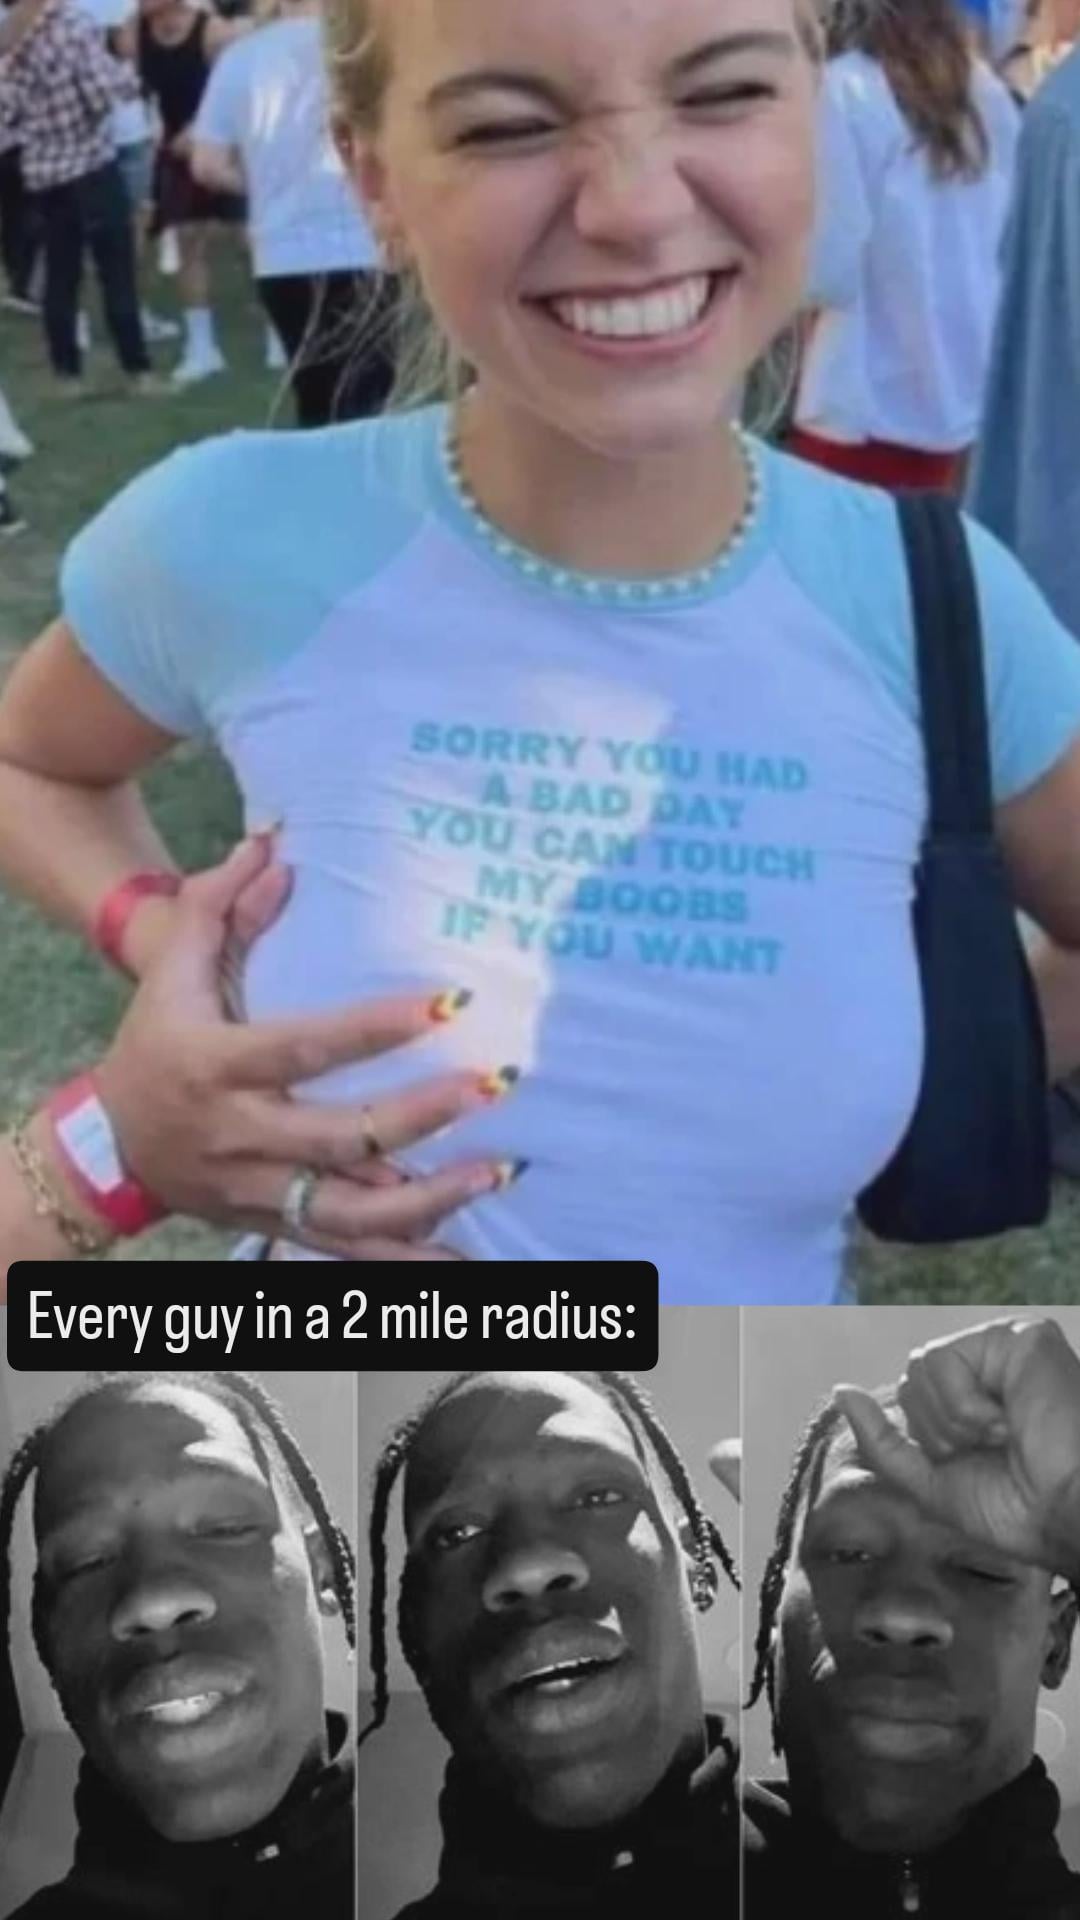 SORRY YOU HAD
A BAD DAY
YOU CAN TOUCH
MY BOOBS
IF YOU WANT
Every guy in a 2 mile radius: